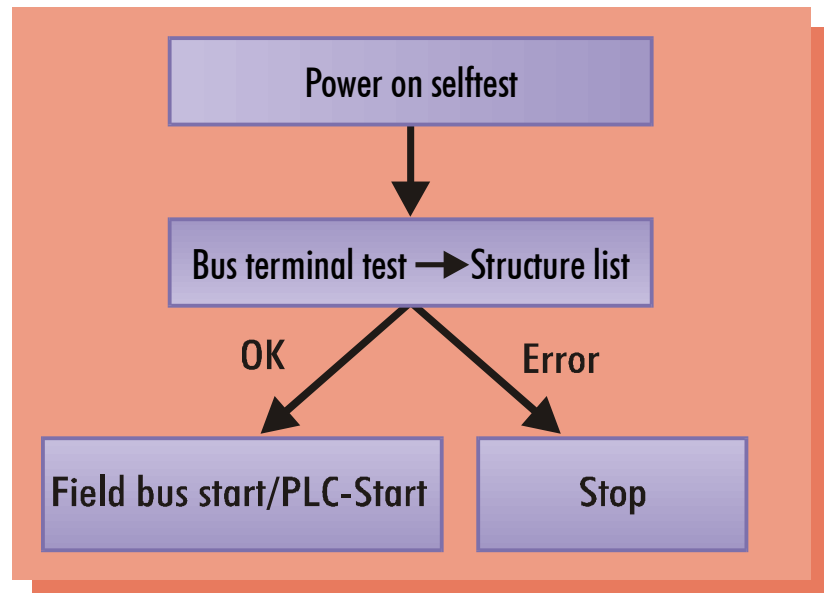 Power on selftest
Bus terminal test → Structure list
OK
Error
Field bus start/PLC-Start
Stop